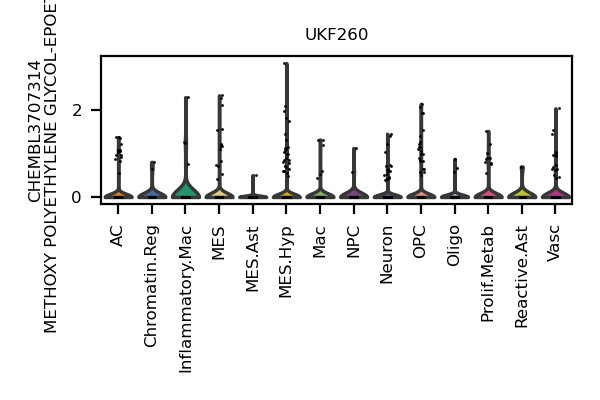 UKF260
CHEMBL3707314
METHOXY POLYETHYLENE GLYCOL-EPOET
2
0
AC
Chromatin.Reg
Inflammatory.Mac
MES
MES.Ast
MES.Hyp
Mac
NPC
Neuron
OPC
Oligo
Prolif.Metab
Reactive.Ast
Vasc